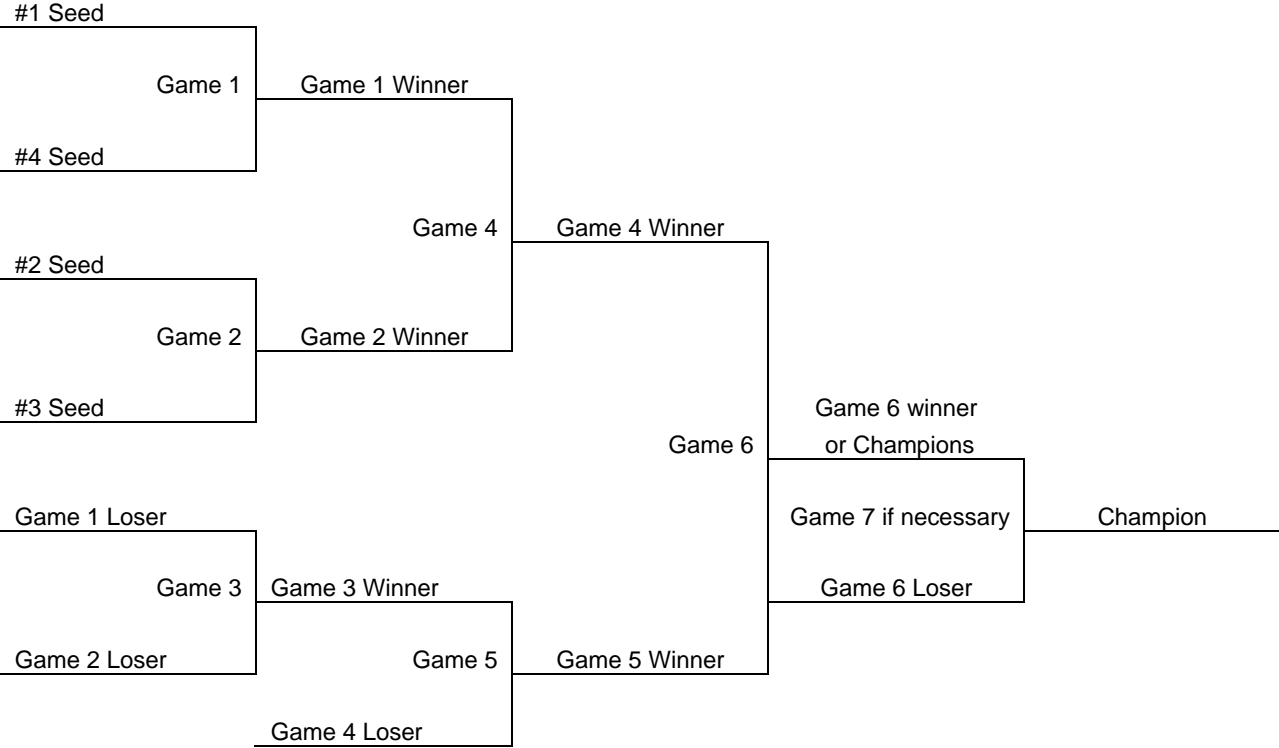 #1 Seed
Game 1
Game 1 Winner
#4 Seed
Game 4
Game 4 Winner
#2 Seed
Game 2
Game 2 Winner
#3 Seed
Game 6 winner
Game 6
or Champions
Game 1 Loser
Game 7 if necessary
Champion
Game 3
Game 3 Winner
Game 6 Loser
Game 2 Loser
Game 5
Game 5 Winner
Game 4 Loser